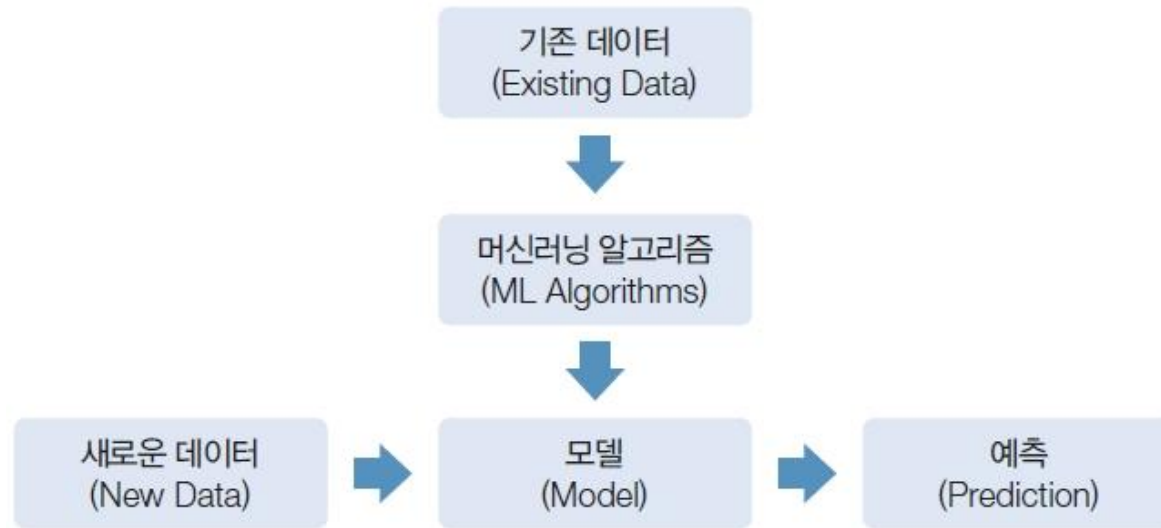 기존 데이터
(Existing Data)
머신러닝 알고리즘
(ML Algorithms)
새로운 데이터
(New Data)
모델
(Model)
예측
(Prediction)